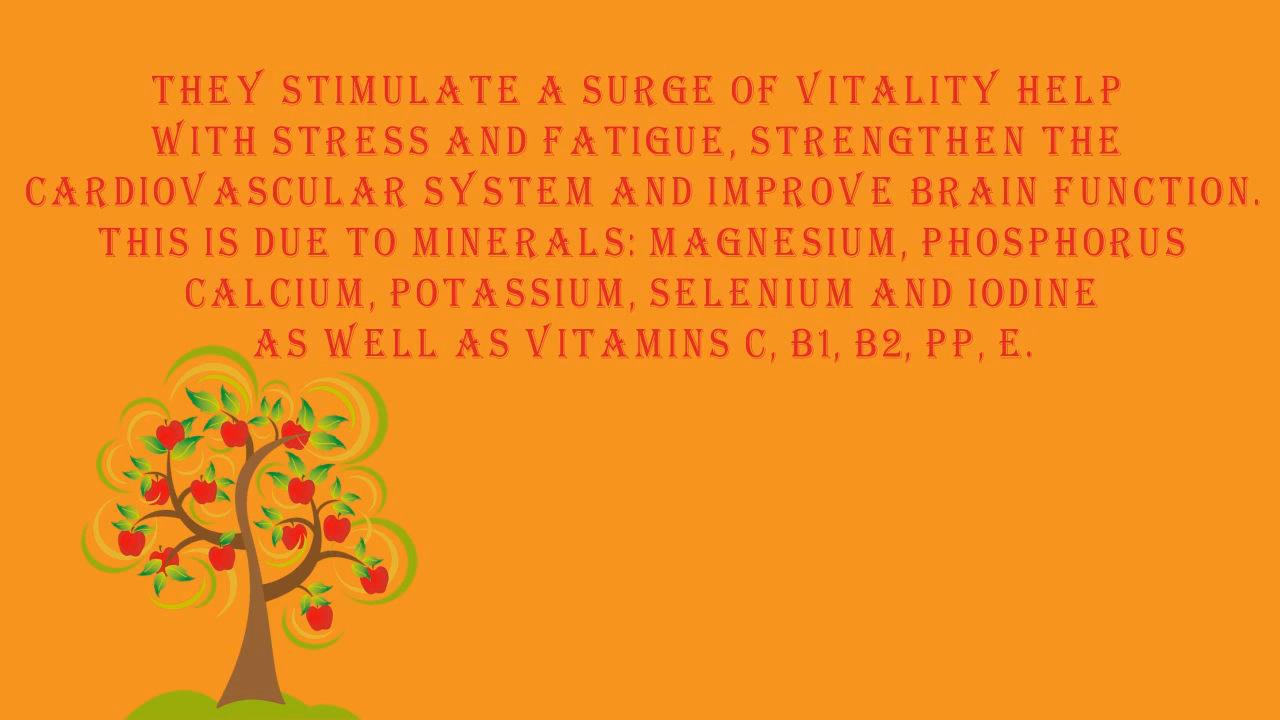 THEY STIMULATE A SURGE OF VITALITY HELP
WITH STRESS AND FATIGUE, STRENGTHEN THE
CARDIOVASCULAR SYSTEM AND IMPROVE BRAIN FUNCTION.
THIS IS DUE TO MINERALS: MAGNESIUM, PHOSPHORUS
CALCIUM, POTASSIUM, SELENIUM AND IODINE
AS WELL AS VITAMINS C, B1, B2, PP, E.